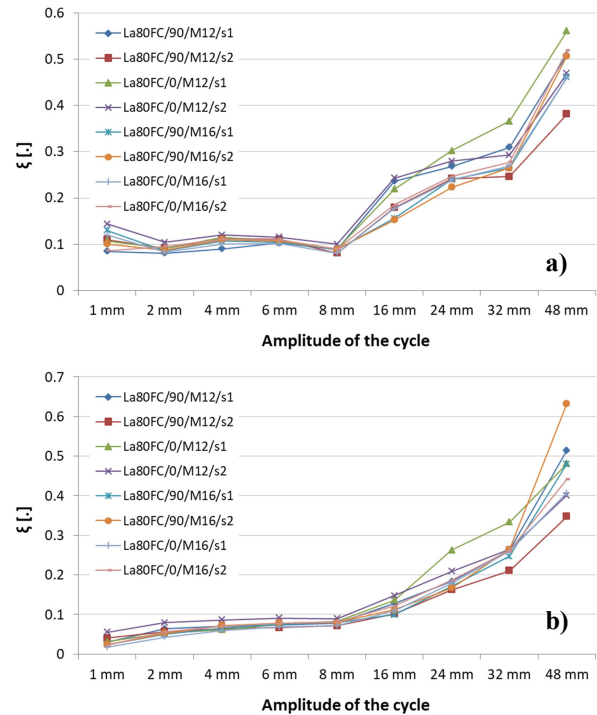 0.6
0.5
0.4
0.3
0.2
0.1
0
ξ [.]
La80FC/90/M12/s1
La80FC/90/M12/s2
La80FC/0/M12/s1
La80FC/0/M12/s2
La80FC/90/M16/s1
La80FC/90/M16/s2
La80FC/0/M16/s1
La80FC/0/M16/s2
a)
1 mm 2 mm 4 mm 6 mm 8 mm 16 mm 24 mm 32 mm 48 mm
Amplitude of the cycle
0.7
0.6
0.5
0.4
0.3
0.2
0.1
0
ξ [.]
La80FC/90/M12/s1
La80FC/90/M12/s2
La80FC/0/M12/s1
La80FC/0/M12/s2
La80FC/90/M16/s1
La80FC/90/M16/s2
La80FC/0/M16/s1
La80FC/0/M16/s2
b)
1 mm 2 mm 4 mm 6 mm 8 mm 16 mm 24 mm 32 mm 48 mm
Amplitude of the cycle